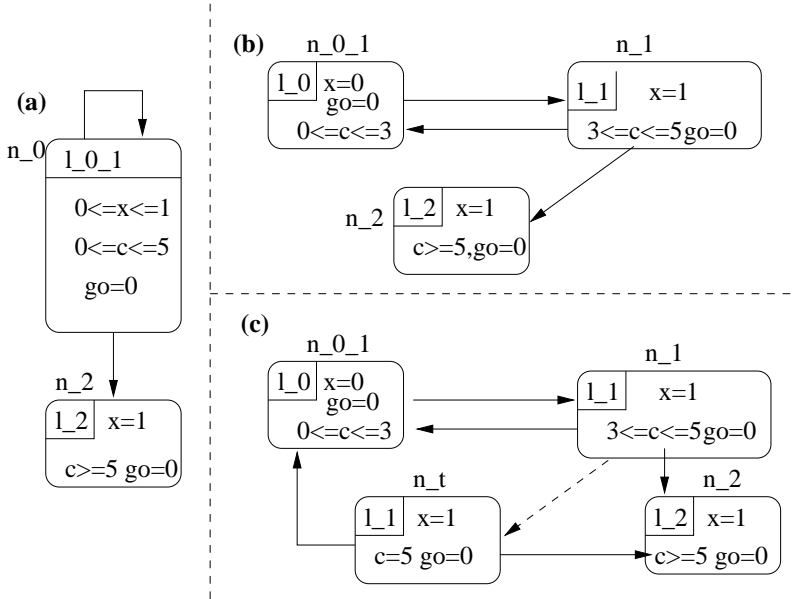 (a)
n_0
l_0_1
0<=x<=1
0<=c<=5
go=0
n_2
l_2 x=1
c>=5 go=0
(b)
n_0_1
l_0 x=0
go=0
0<=c<=3
n_1
l_1 x=1
3<=c<=5go=0
n_2
l_2 x=1
c>=5,go=0
(c)
n_0_1
l_0 x=0
go=0
0<=c<=3
n_1
l_1 x=1
3<=c<=5go=0
n_t
l_1 x=1
c=5 go=0
n_2
l_2 x=1
c>=5 go=0